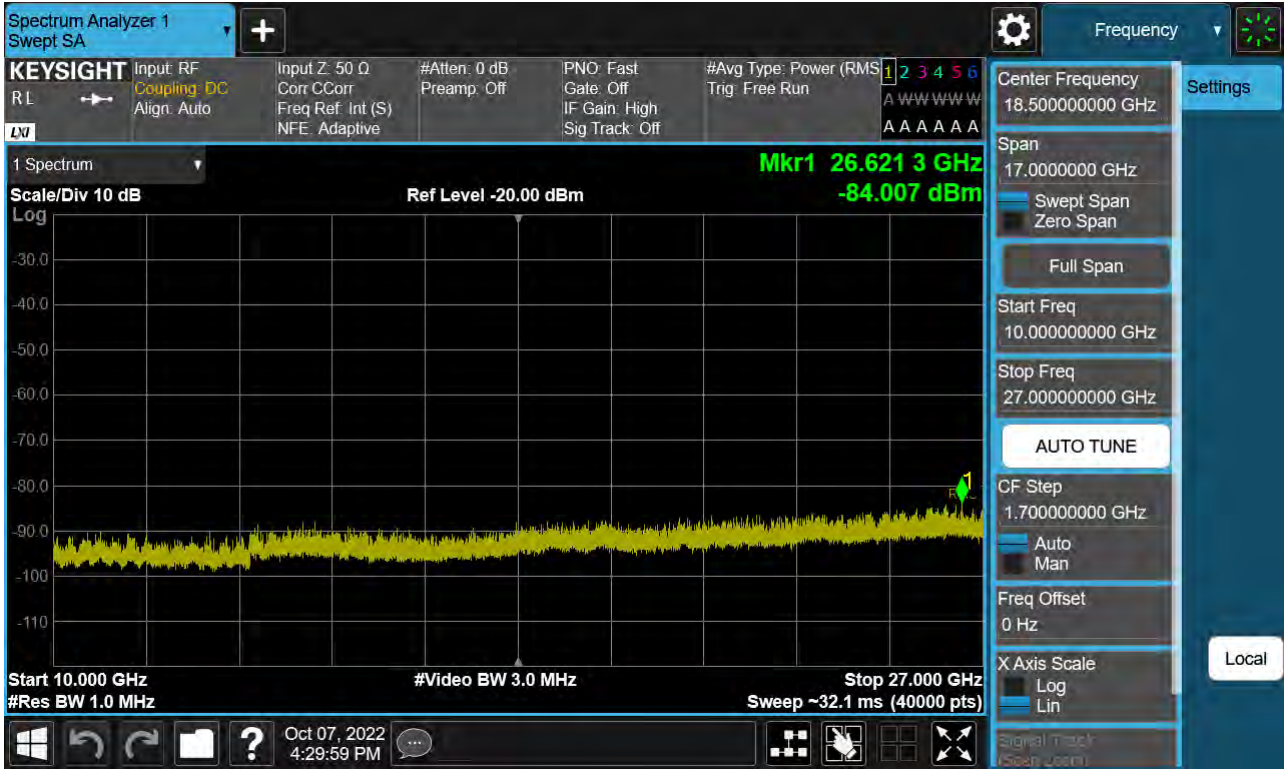 Spectrum Analyzer 1
Swept SA
Frequency
KEYSIGHT
R L
LXI
Input: RF
Coupling: DC
Align: Auto
Input Z: 50 Ω
Corr CCorr
Freq Ref: Int (S)
NFE: Adaptive
#Atten: 0 dB
Preamp: Off
PNO: Fast
Gate: Off
IF Gain: High
Sig Track: Off
#Avg Type: Power (RMS
Trig: Free Run
1 2 3 4 5 6
A W W W W W
A A A A A A
1 Spectrum
Scale/Div 10 dB
Log
Ref Level -20.00 dBm
Mkr1 26.621 3 GHz
-84.007 dBm
-30.0
-40.0
-50.0
-60.0
-70.0
-80.0
-90.0
-100
-110
1
Start 10.000 GHz
#Res BW 1.0 MHz
#Video BW 3.0 MHz
Stop 27.000 GHz
Sweep ~32.1 ms (40000 pts)
Oct 07, 2022
4:29:59 PM
Center Frequency
18.500000000 GHz
Span
17.0000000 GHz
Swept Span
Zero Span
Full Span
Start Freq
10.000000000 GHz
Stop Freq
27.000000000 GHz
AUTO TUNE
CF Step
1.700000000 GHz
Auto
Man
Freq Offset
0 Hz
X Axis Scale
Log
Lin
Signal Track
(Span Zoom)
Settings
Local